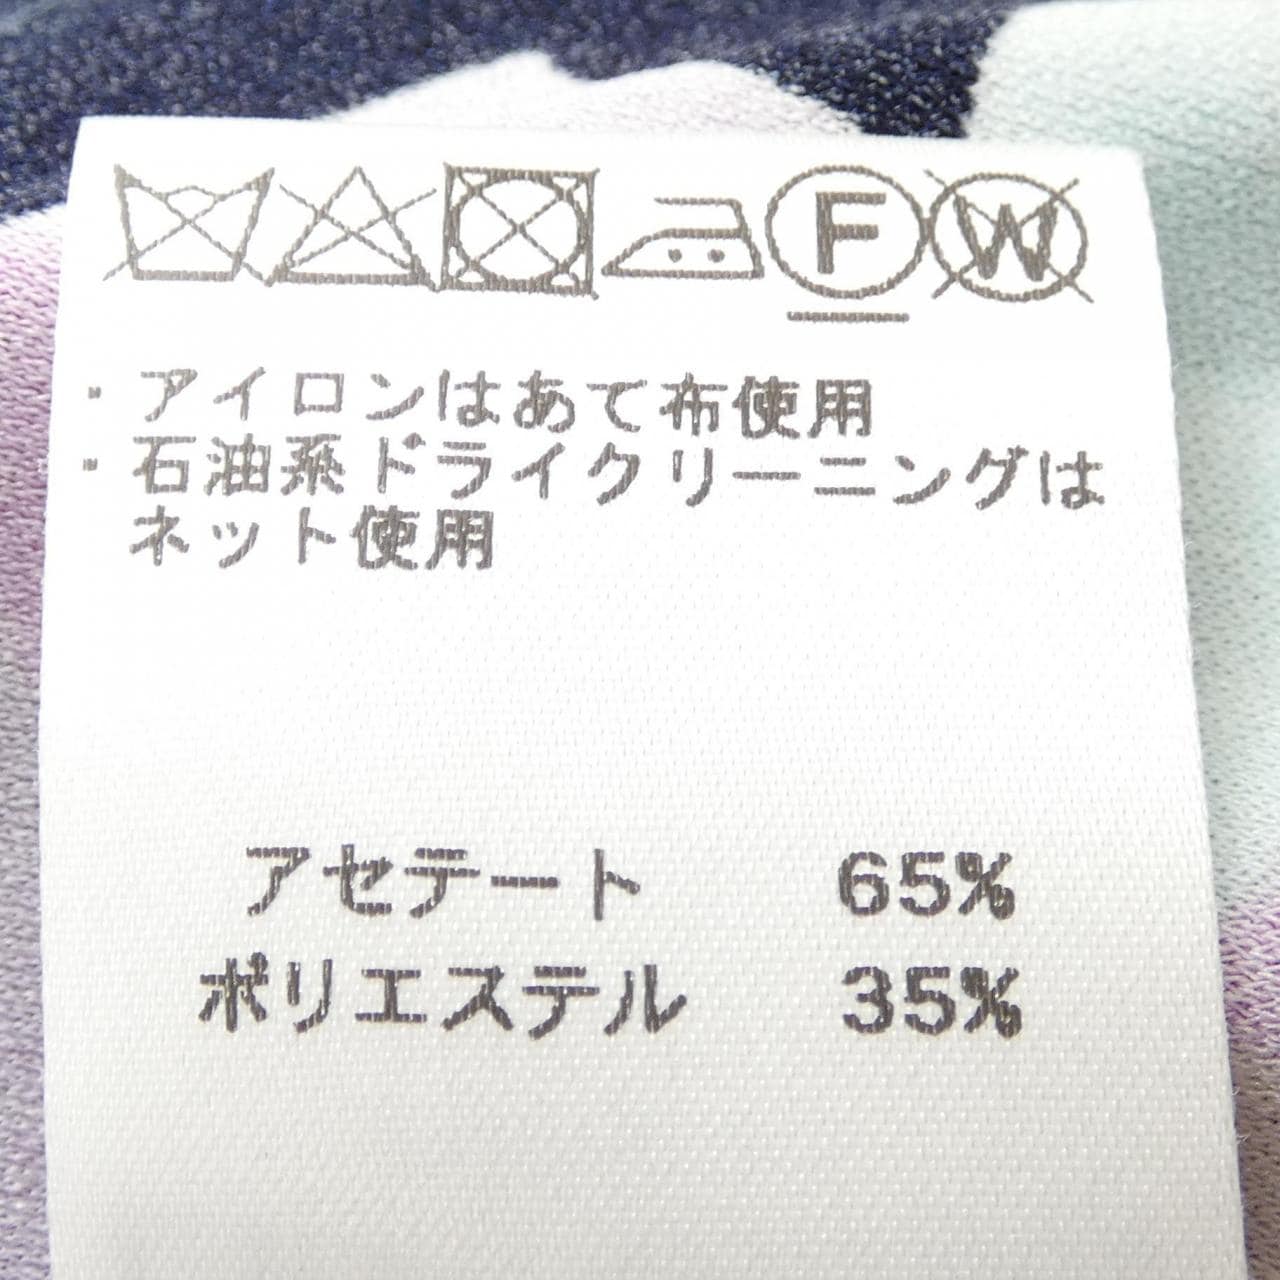 F W
・アイロンはあて布使用
・石油系ドライクリーニングは
ネット使用
アセテート 65%
ポリエステル 35%